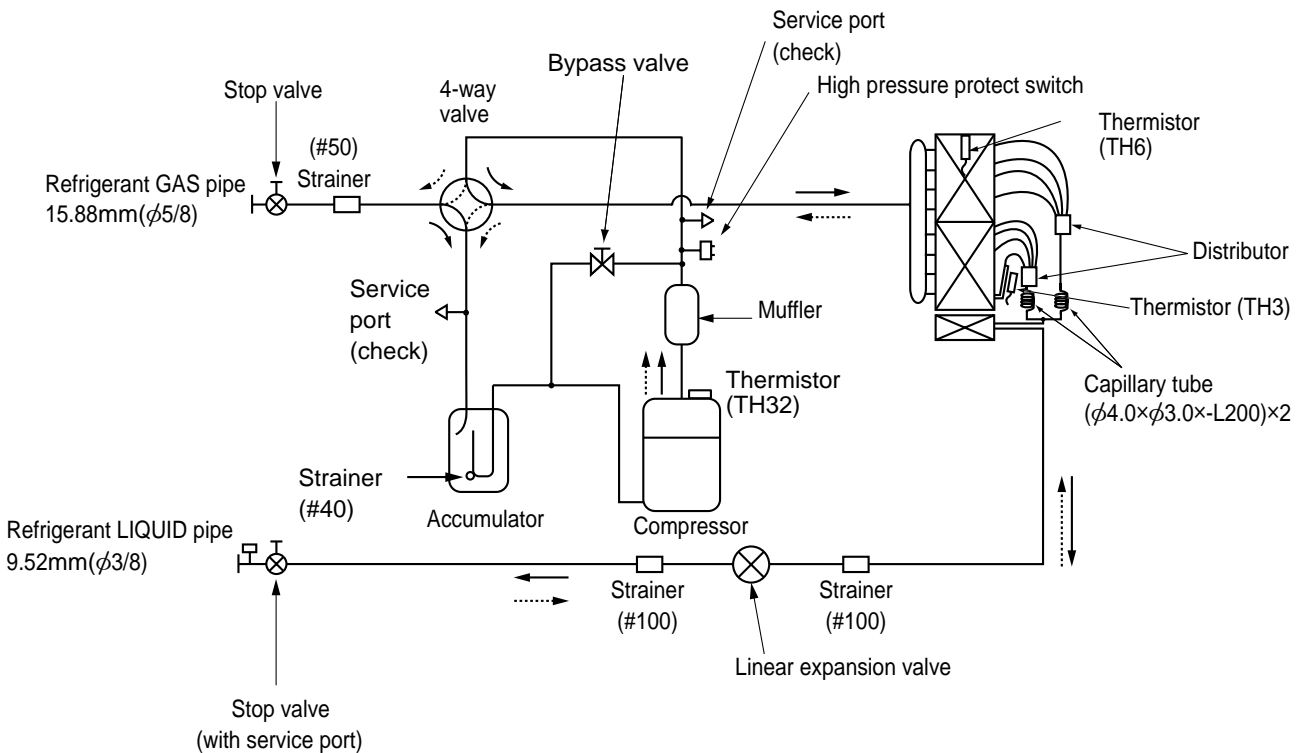 Service port
(check)
Bypass valve
High pressure protect switch
Stop valve
4-way
valve
Thermistor
(TH6)
(#50)
Strainer
Refrigerant GAS pipe
15.88mm(ϕ5/8)
Distributor
Service
port
(check)
Muffler
Thermistor (TH3)
Thermistor
(TH32)
Capillary tube
(ϕ4.0×ϕ3.0×-L200)×2
Strainer
(#40)
Accumulator
Compressor
Refrigerant LIQUID pipe
9.52mm(ϕ3/8)
Strainer
(#100)
Strainer
(#100)
Linear expansion valve
Stop valve
(with service port)